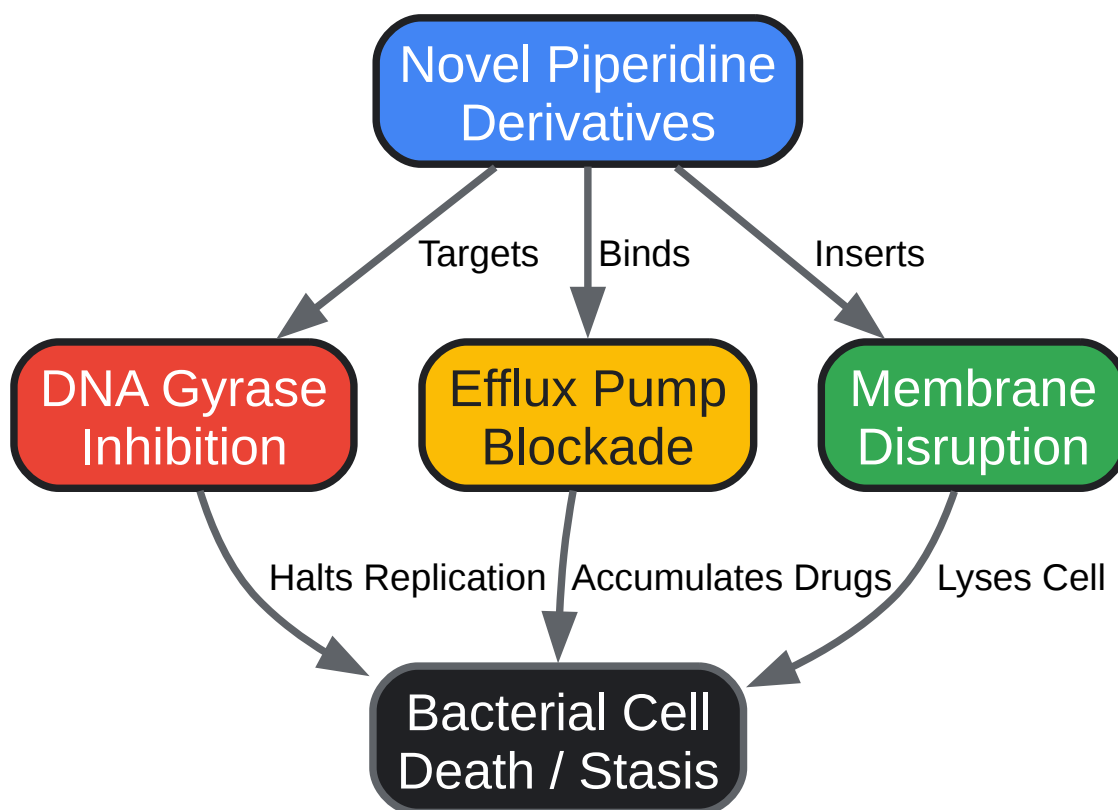 Novel Piperidine
Derivatives
Targets
Binds
Inserts
DNA Gyrase
Inhibition
Efflux Pump
Blockade
Membrane
Disruption
Halts Replication
Accumulates Drugs
Lyses Cell
Bacterial Cell
Death / Stasis